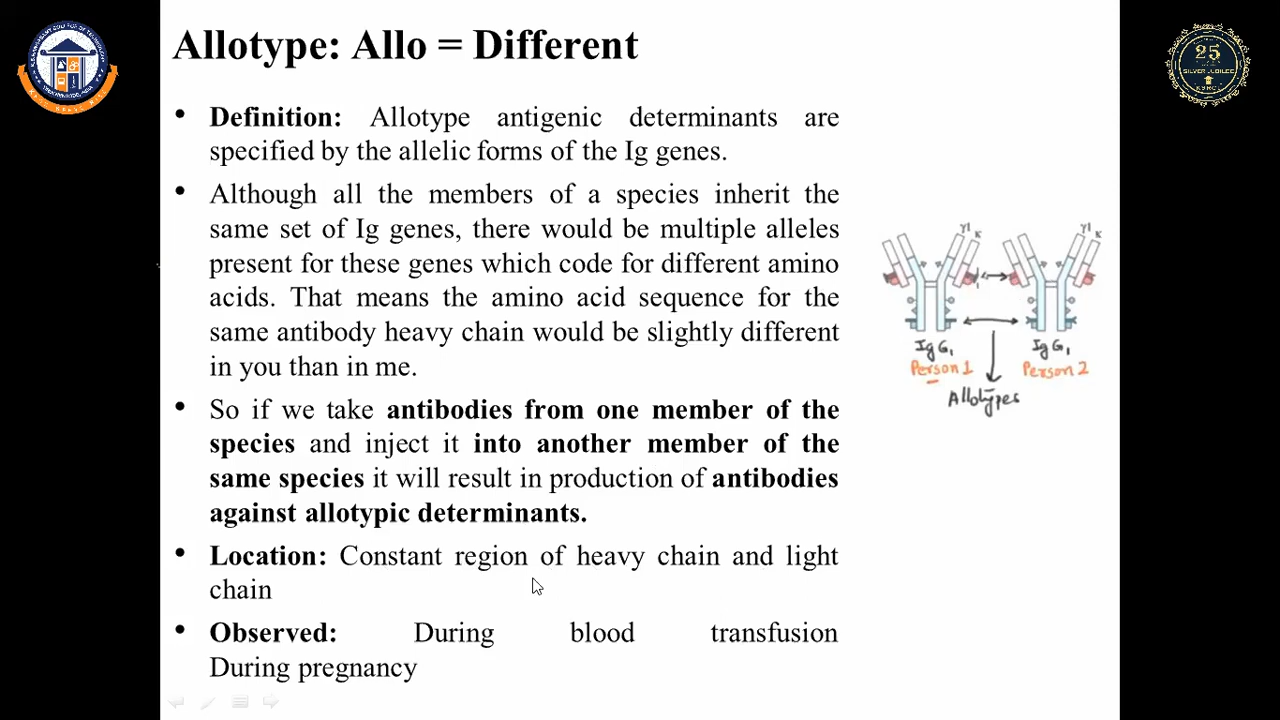 Allotype: Allo = Different
• Definition: Allotype antigenic determinants are
specified by the allelic forms of the Ig genes.
• Although all the members of a species inherit the
same set of Ig genes, there would be multiple alleles
present for these genes which code for different amino
acids. That means the amino acid sequence for the
same antibody heavy chain would be slightly different
in you than in me.
• So if we take antibodies from one member of the
species and inject it into another member of the
same species it will result in production of antibodies
against allotypic determinants.
• Location: Constant region of heavy chain and light
chain
• Observed: During blood transfusion
During pregnancy
γ1 κ γ1 κ
IgG1 IgG1
Person 1 Person 2
Allotypes
25
SILVER JUBILEE